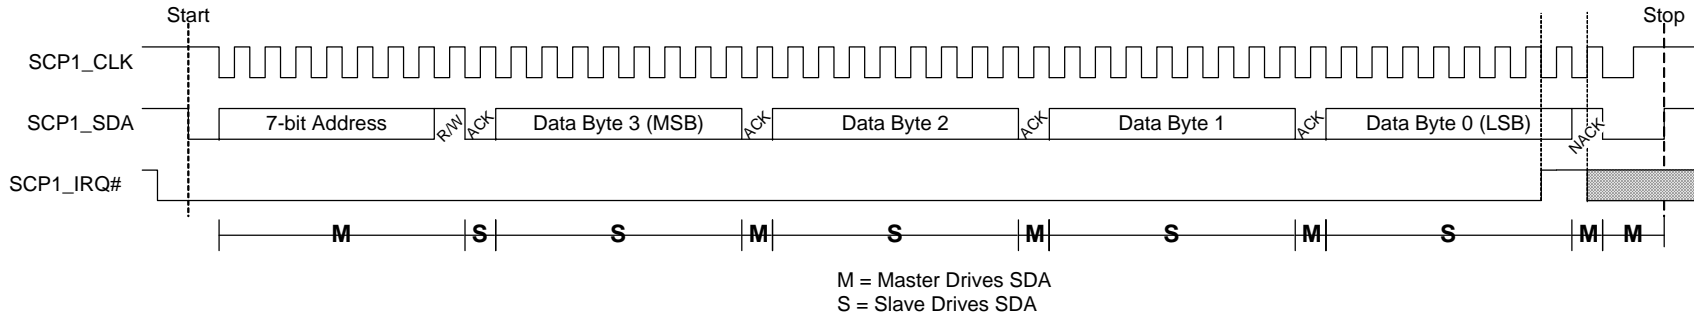 Start
Stop
SCP1_CLK
SCP1_SDA
7-bit Address
R/W
ACK
Data Byte 3 (MSB)
ACK
Data Byte 2
ACK
Data Byte 1
ACK
Data Byte 0 (LSB)
NACK
SCP1_IRQ#
M S S M S M S M S M M
M = Master Drives SDA
S = Slave Drives SDA